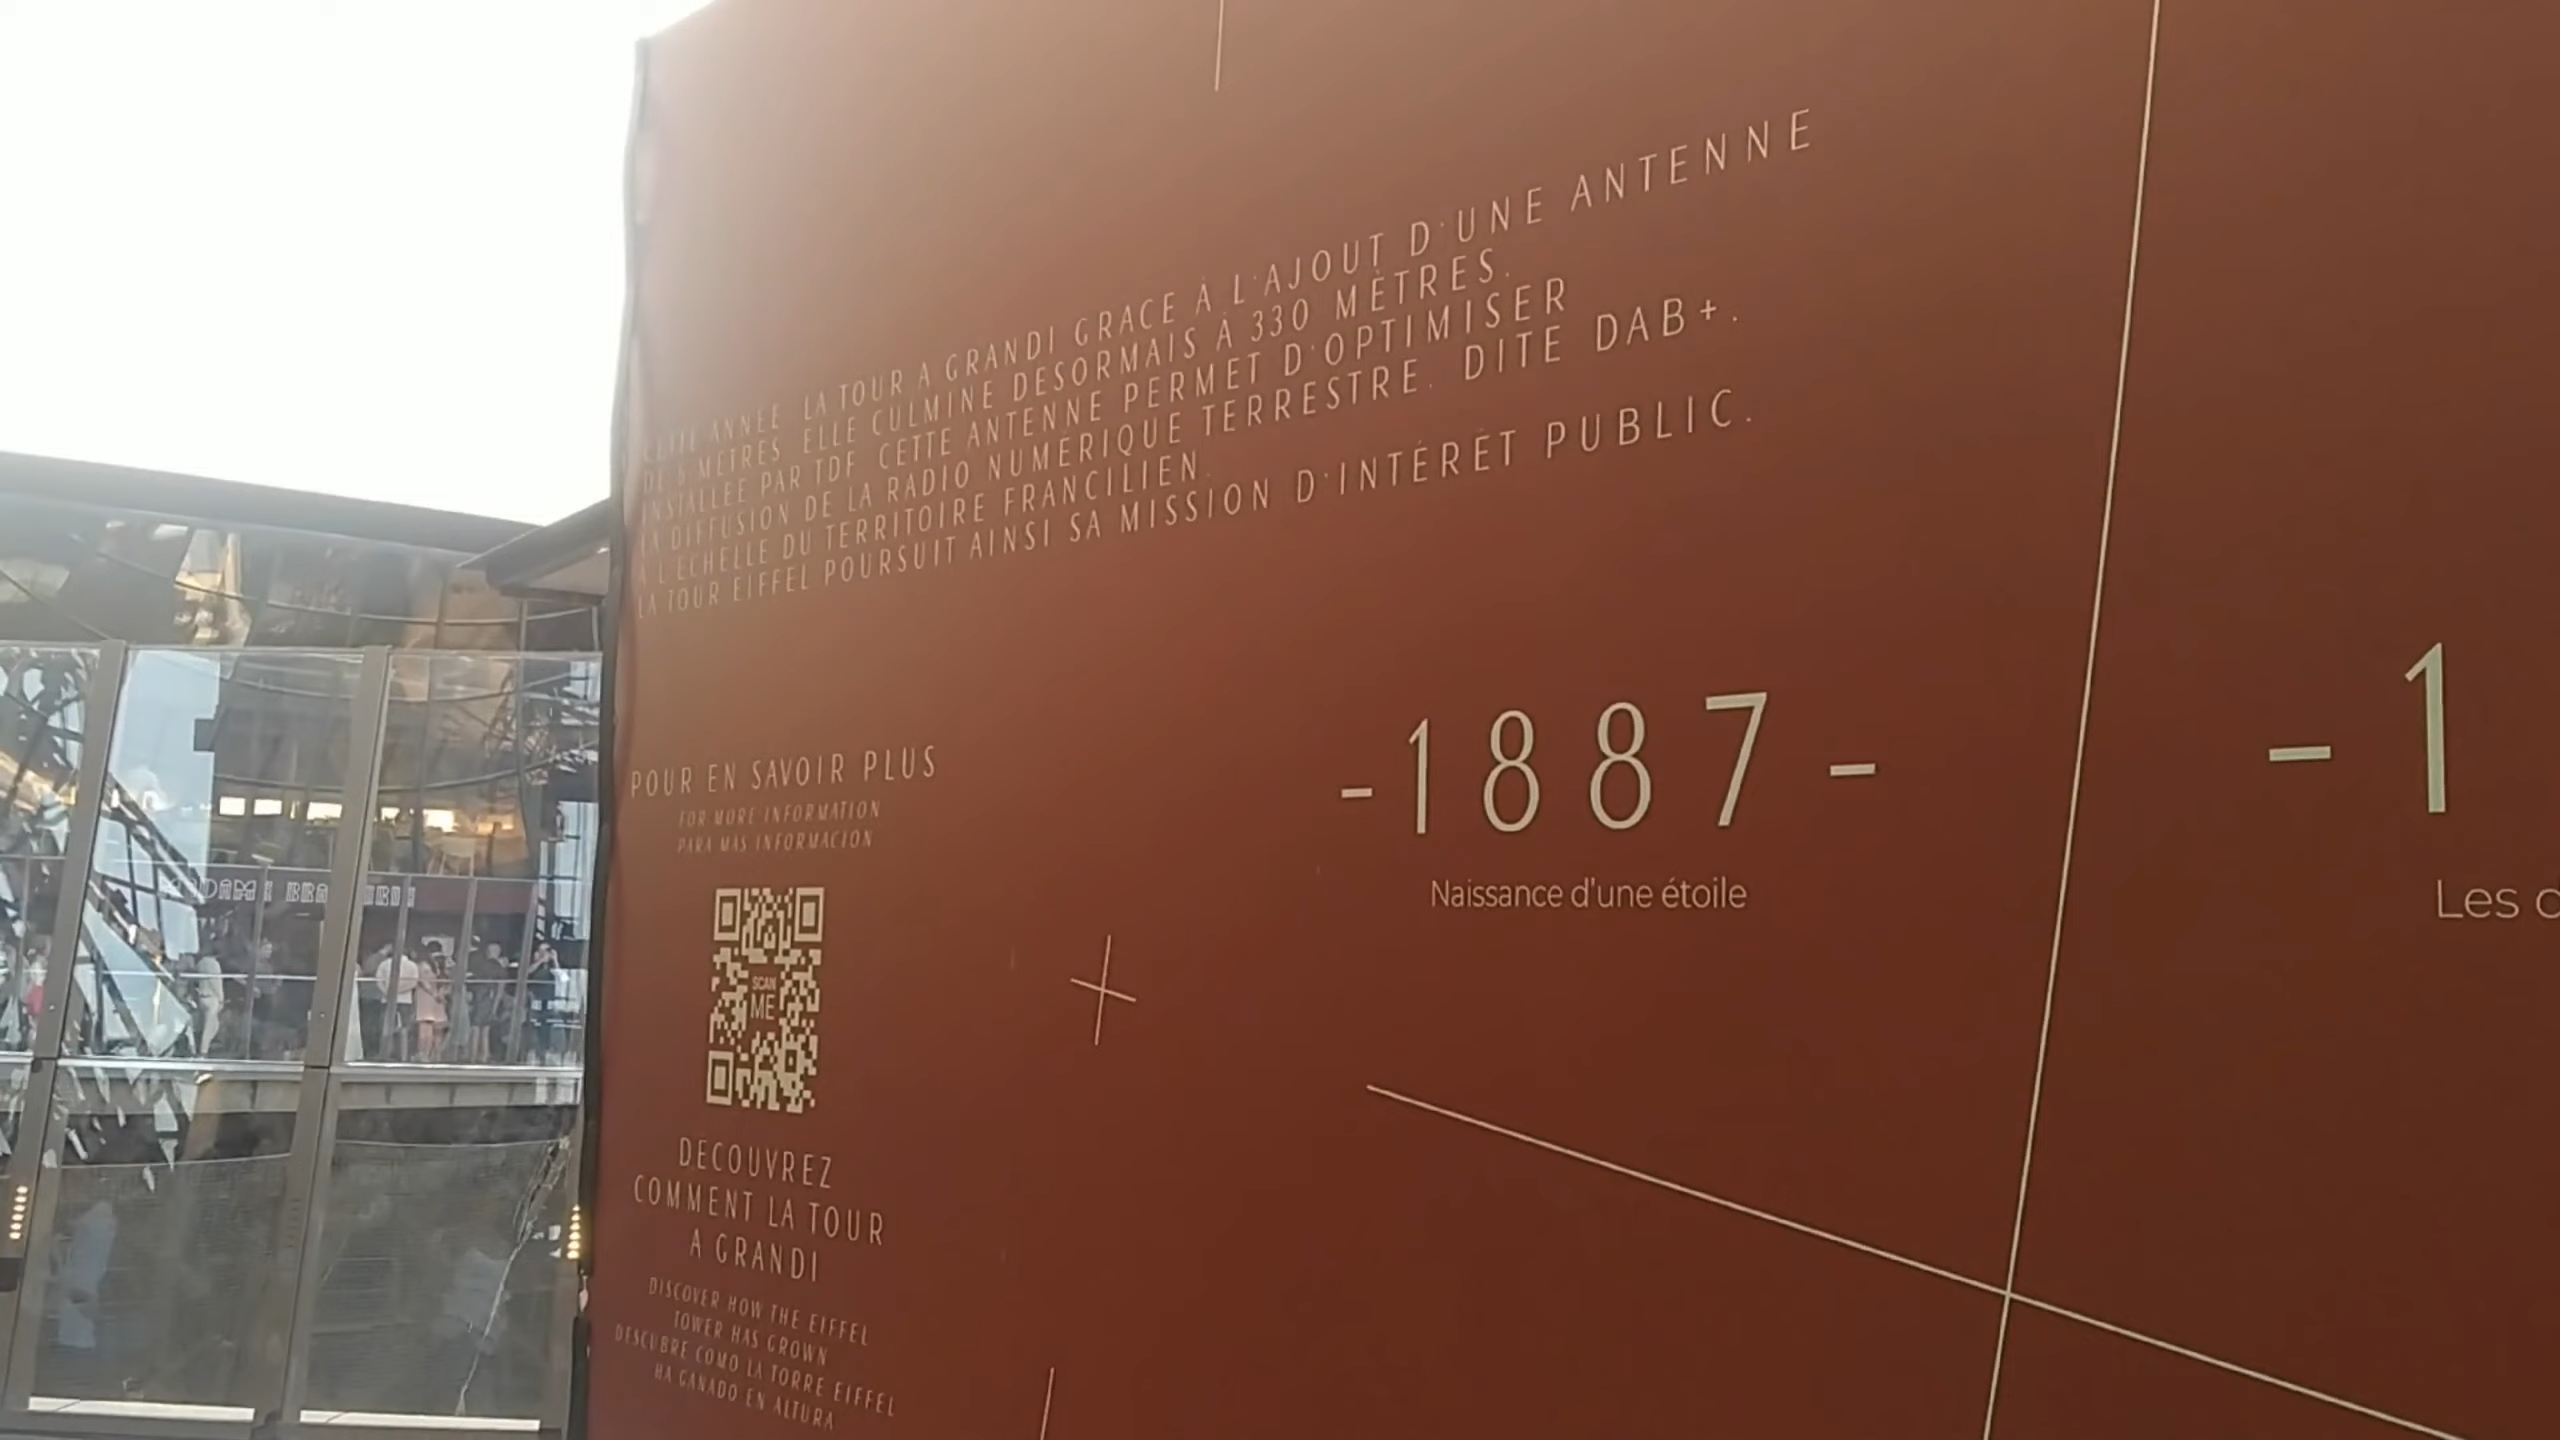 CETTE ANNEE LA TOUR A GRANDI GRACE À L'AJOUT D'UNE ANTENNE
DE 6 METRES. ELLE CULMINE DESORMAIS À 330 MÈTRES.
INSTALLEE PAR TDF. CETTE ANTENNE PERMET D'OPTIMISER
LA DIFFUSION DE LA RADIO NUMERIQUE TERRESTRE. DITE DAB+.
A L'ECHELLE DU TERRITOIRE FRANCILIEN.
LA TOUR EIFFEL POURSUIT AINSI SA MISSION D'INTÉRÊT PUBLIC.
-1887-
Naissance d'une étoile
-1
Les
POUR EN SAVOIR PLUS
FOR MORE INFORMATION
PARA MAS INFORMACION
SCAN
ME
DECOUVREZ
COMMENT LA TOUR
A GRANDI
DISCOVER HOW THE EIFFEL
TOWER HAS GROWN
DESCUBRE COMO LA TORRE EIFFEL
HA GANADO EN ALTURA